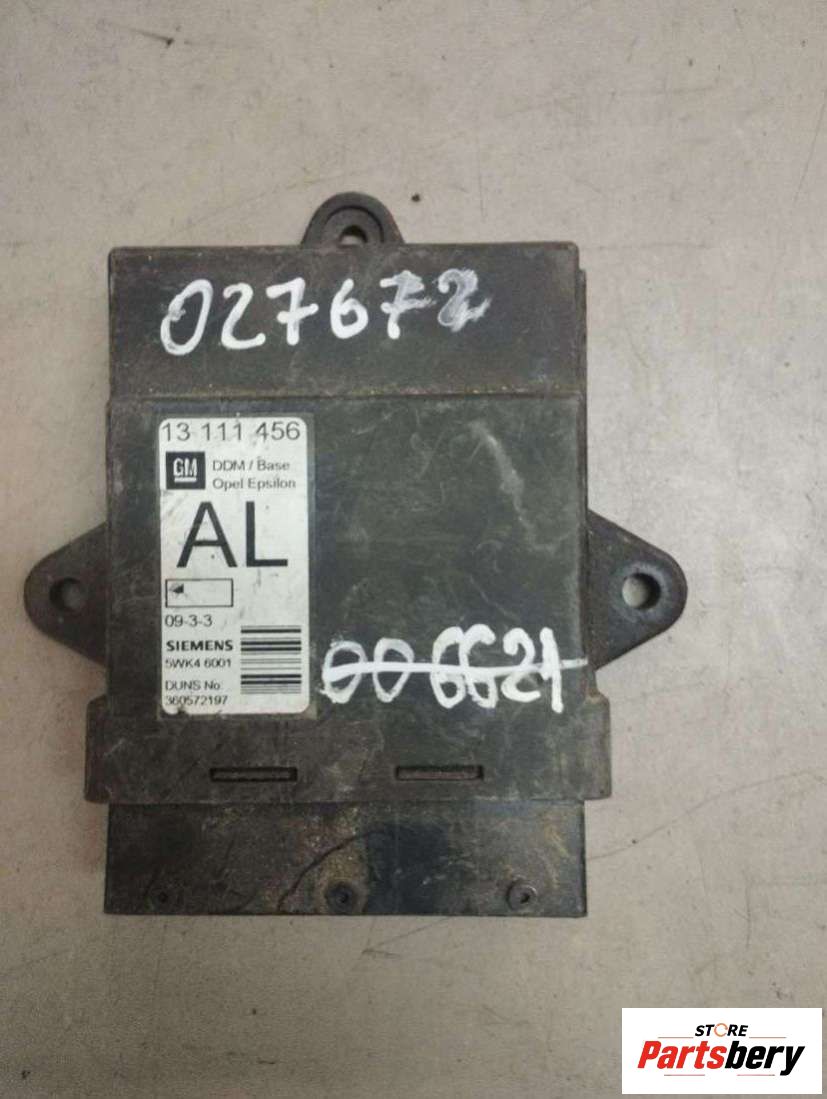 027672
13 111 456
GM DDM / Base
Opel Epsilon
AL
09-3-3
SIEMENS
5WK4 6001
DUNS No:
360572197
006621
STORE
Partsbery